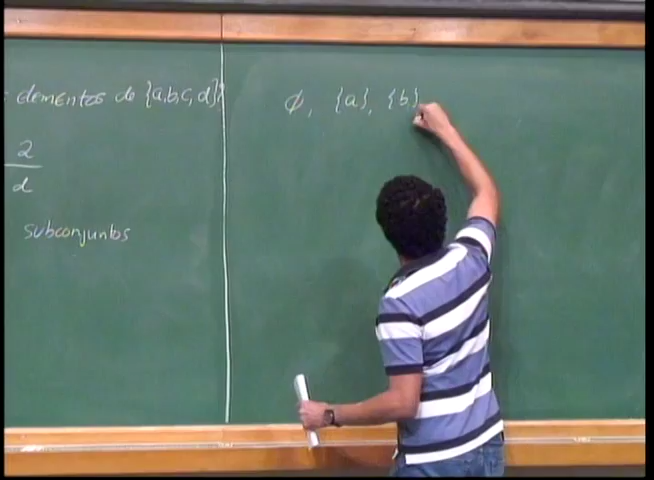 elementos de {a,b,c,d}?
2
d
subconjuntos
∅, {a}, {b}